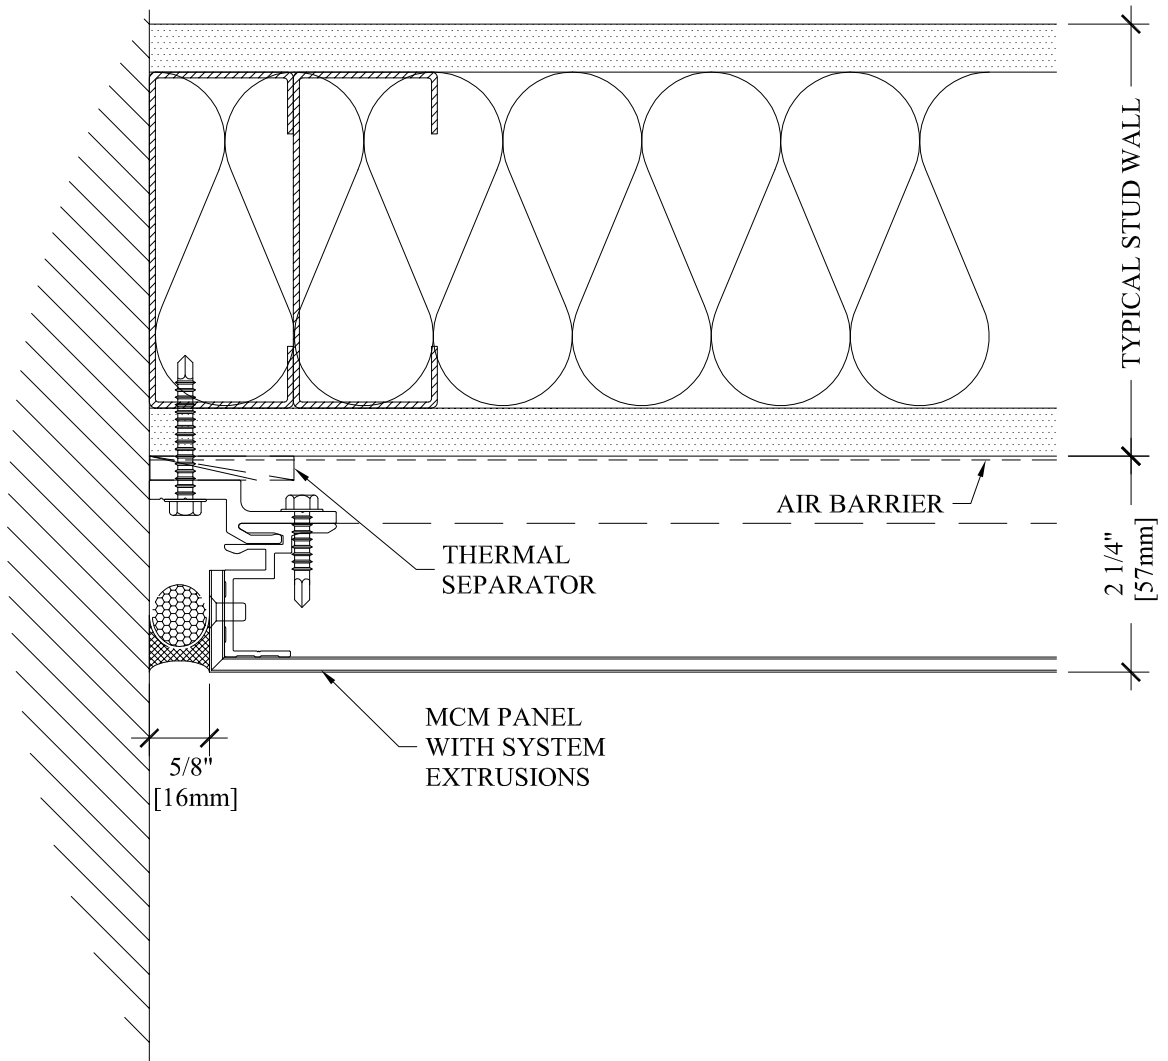 TYPICAL STUD WALL
AIR BARRIER
THERMAL
SEPARATOR
2 1/4"
[57mm]
MCM PANEL
WITH SYSTEM
EXTRUSIONS
5/8"
[16mm]